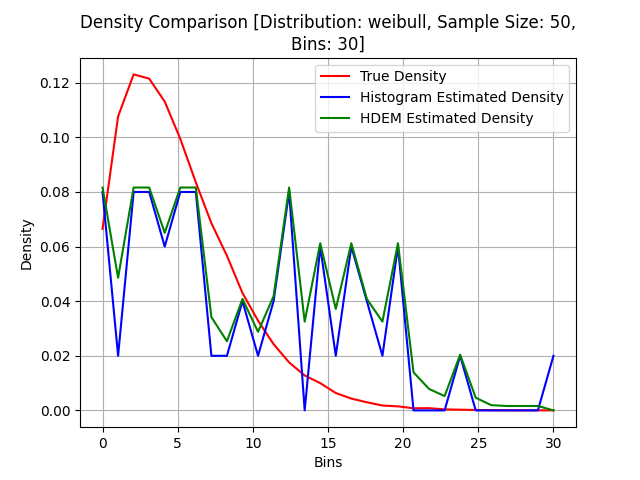 Density Comparison [Distribution: weibull, Sample Size: 50,
Bins: 30]
True Density
Histogram Estimated Density
HDEM Estimated Density
Density
0.12
0.10
0.08
0.06
0.04
0.02
0.00
0 5 10 15 20 25 30
Bins